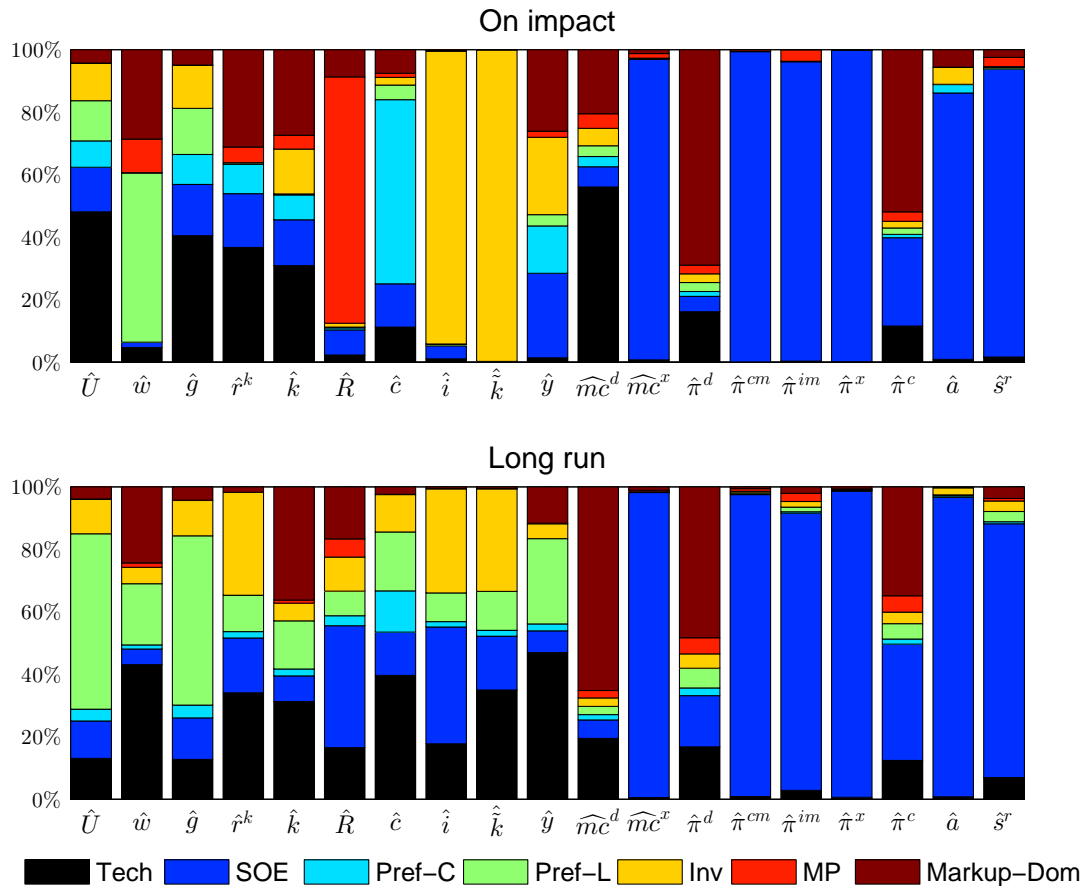 On impact
100%
80%
60%
40%
20%
0%
Û ŵ ĝ r̂ᵏ k̂ R̂ ĉ î k̃̂ ŷ m͡cᵈ m͡cˣ π̂ᵈ π̂ᶜᵐ π̂ⁱᵐ π̂ˣ π̂ᶜ â ŝʳ
Long run
100%
80%
60%
40%
20%
0%
Û ŵ ĝ r̂ᵏ k̂ R̂ ĉ î k̃̂ ŷ m͡cᵈ m͡cˣ π̂ᵈ π̂ᶜᵐ π̂ⁱᵐ π̂ˣ π̂ᶜ â ŝʳ
Tech SOE Pref−C Pref−L Inv MP Markup−Dom